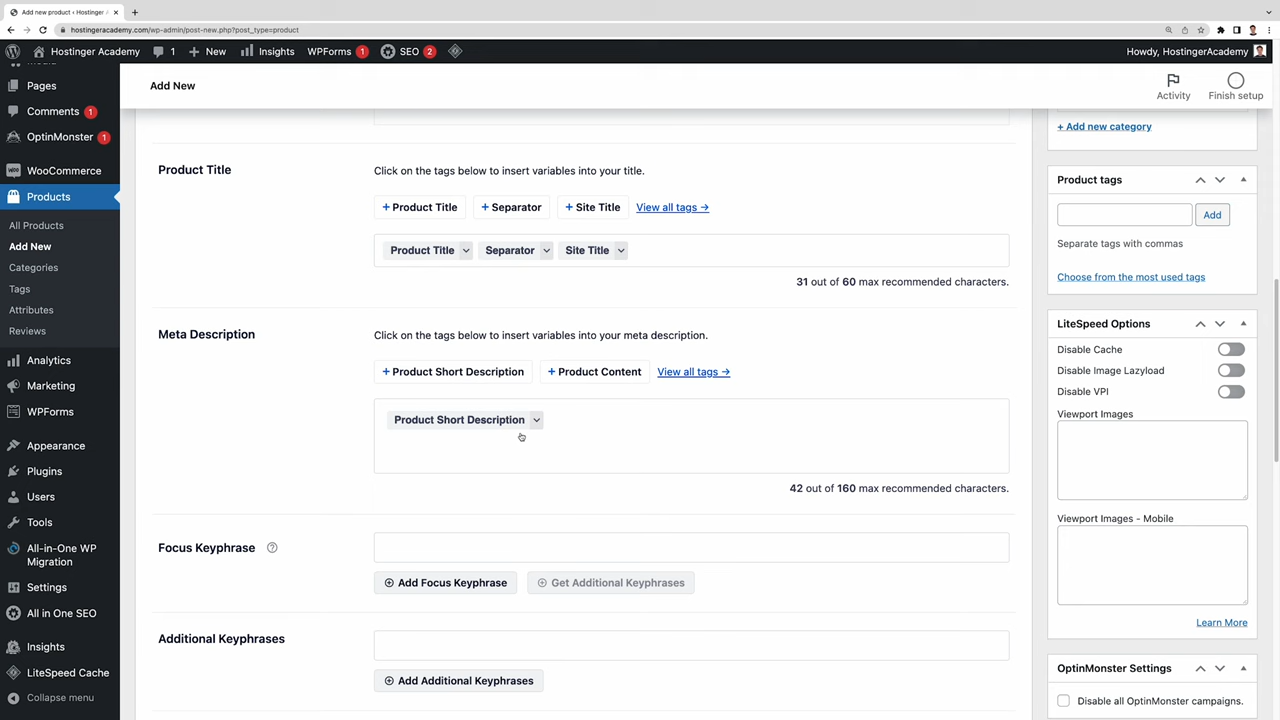 Add new product ‹ Hostinger A
hostingeracademy.com/wp-admin/post-new.php?post_type=product
Hostinger Academy
1
New
Insights
WPForms 1
SEO 2
Howdy, HostingerAcademy
Media
Pages
Comments 1
OptinMonster 1
WooCommerce
Products
All Products
Add New
Categories
Tags
Attributes
Reviews
Analytics
Marketing
WPForms
Appearance
Plugins
Users
Tools
All-in-One WP
Migration
Settings
All in One SEO
Insights
LiteSpeed Cache
Collapse menu
Add New
Activity
Finish setup
Product Title
Click on the tags below to insert variables into your title.
+ Product Title
+ Separator
+ Site Title
View all tags →
Product Title
Separator
Site Title
31 out of 60 max recommended characters.
Meta Description
Click on the tags below to insert variables into your meta description.
+ Product Short Description
+ Product Content
View all tags →
Product Short Description
42 out of 160 max recommended characters.
Focus Keyphrase
Add Focus Keyphrase
Get Additional Keyphrases
Additional Keyphrases
Add Additional Keyphrases
+ Add new category
Product tags
Add
Separate tags with commas
Choose from the most used tags
LiteSpeed Options
Disable Cache
Disable Image Lazyload
Disable VPI
Viewport Images
Viewport Images - Mobile
Learn More
OptinMonster Settings
Disable all OptinMonster campaigns.